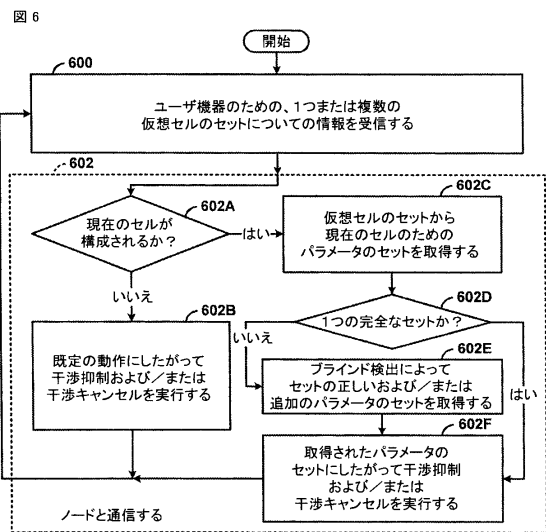 図 6
開始
600
ユーザ機器のための、1つまたは複数の
仮想セルのセットについての情報を受信する
602
602A
現在のセルが
構成されるか？
はい
いいえ
602C
仮想セルのセットから
現在のセルのための
パラメータのセットを取得する
602D
1つの完全なセットか？
いいえ
はい
602B
既定の動作にしたがって
干渉抑制および／または
干渉キャンセルを実行する
602E
ブラインド検出によって
セットの正しいおよび／または
追加のパラメータのセットを取得する
602F
取得されたパラメータの
セットにしたがって干渉抑制
および／または
干渉キャンセルを実行する
ノードと通信する